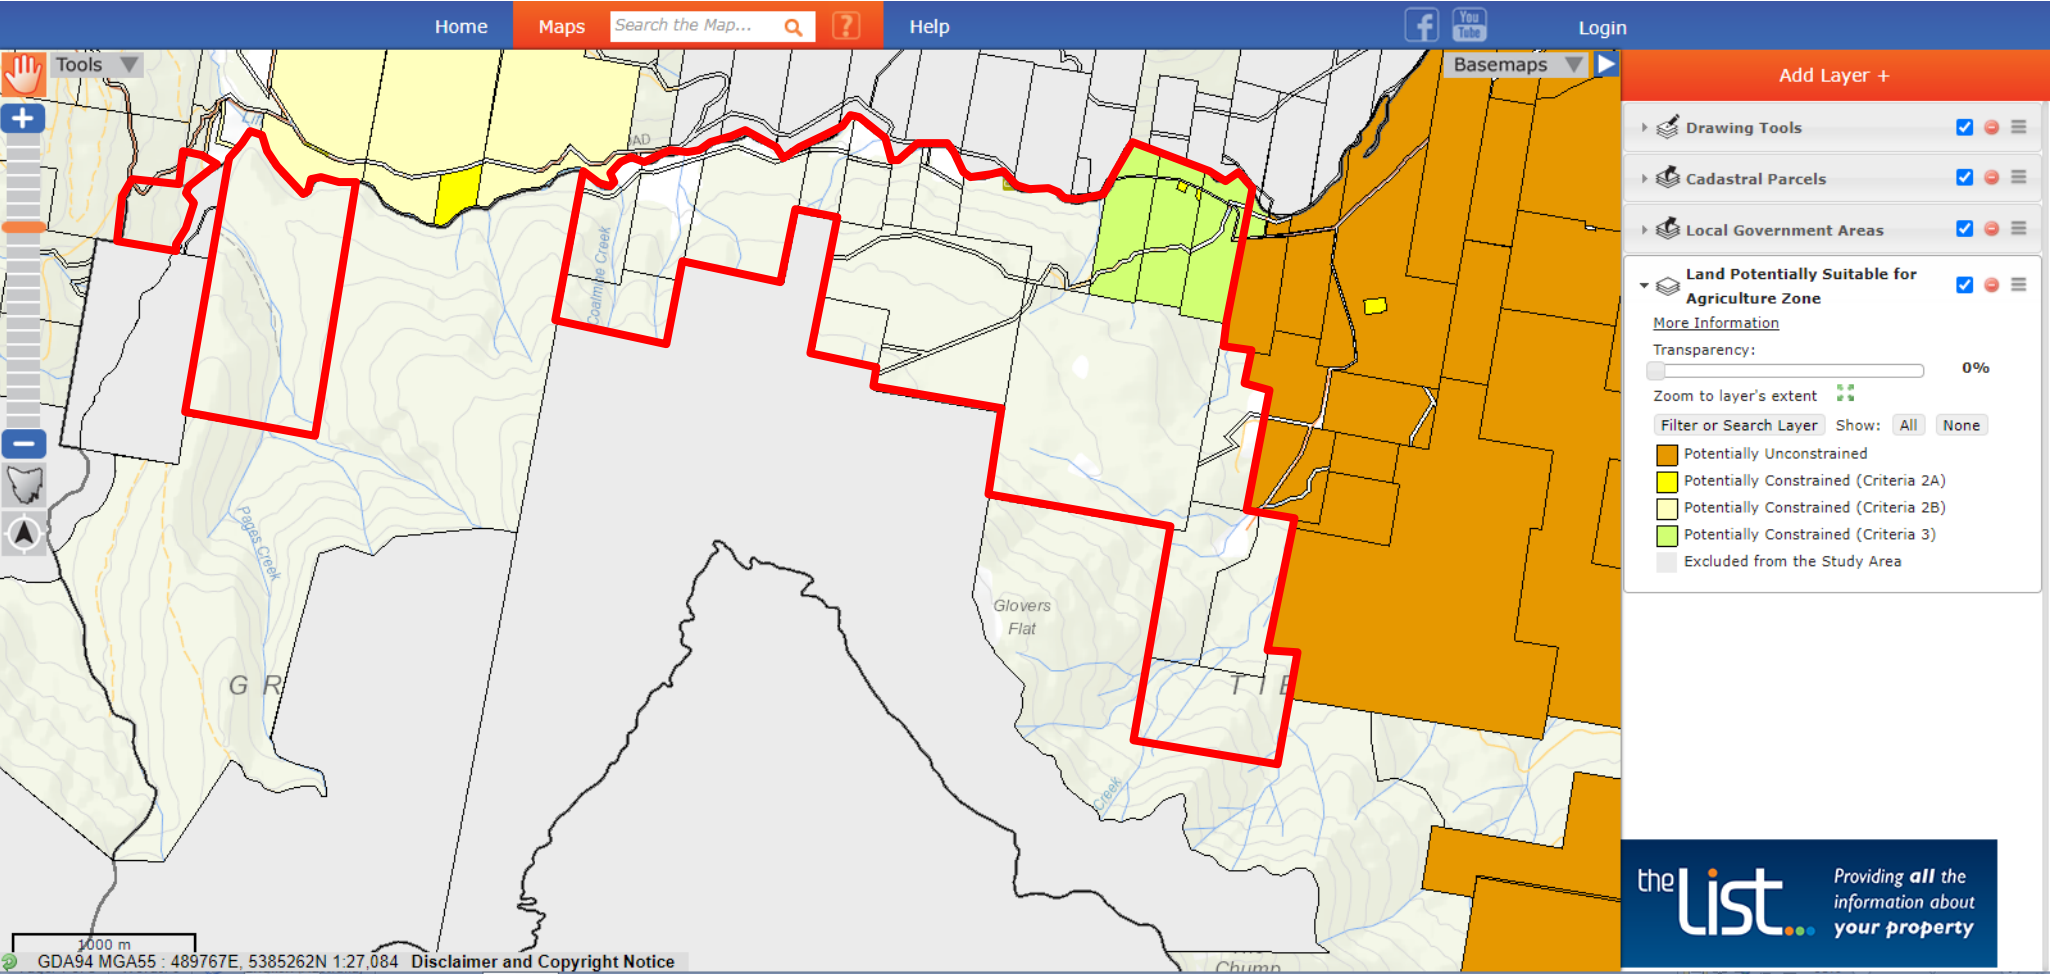 Home
Maps
Search the Map...
?
Help
f
You Tube
Login
Tools
Basemaps
Add Layer +
Drawing Tools
Cadastral Parcels
Local Government Areas
Land Potentially Suitable for
Agriculture Zone
More Information
Transparency:
0%
Zoom to layer's extent
Filter or Search Layer Show: All None
Potentially Unconstrained
Potentially Constrained (Criteria 2A)
Potentially Constrained (Criteria 2B)
Potentially Constrained (Criteria 3)
Excluded from the Study Area
OAD
Coalmine Creek
Pages Creek
Glovers
Flat
G R
T I E
Creek
Chump
1000 m
GDA94 MGA55 : 489767E, 5385262N 1:27,084 Disclaimer and Copyright Notice
the List...
Providing all the
information about
your property